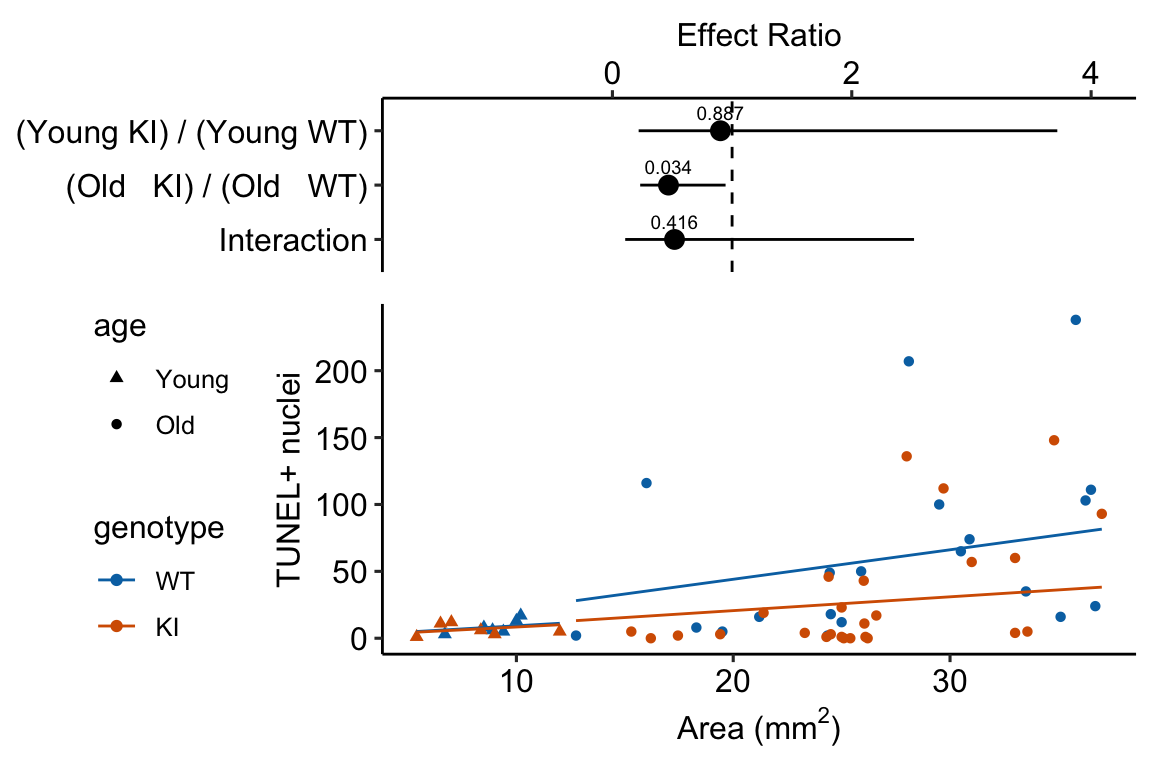 Effect Ratio
0 2 4
(Young KI) / (Young WT)
0.887
(Old KI) / (Old WT)
0.034
Interaction
0.416
age
Young
Old
genotype
WT
KI
TUNEL+ nuclei
200
150
100
50
0
10 20 30
Area (mm²)